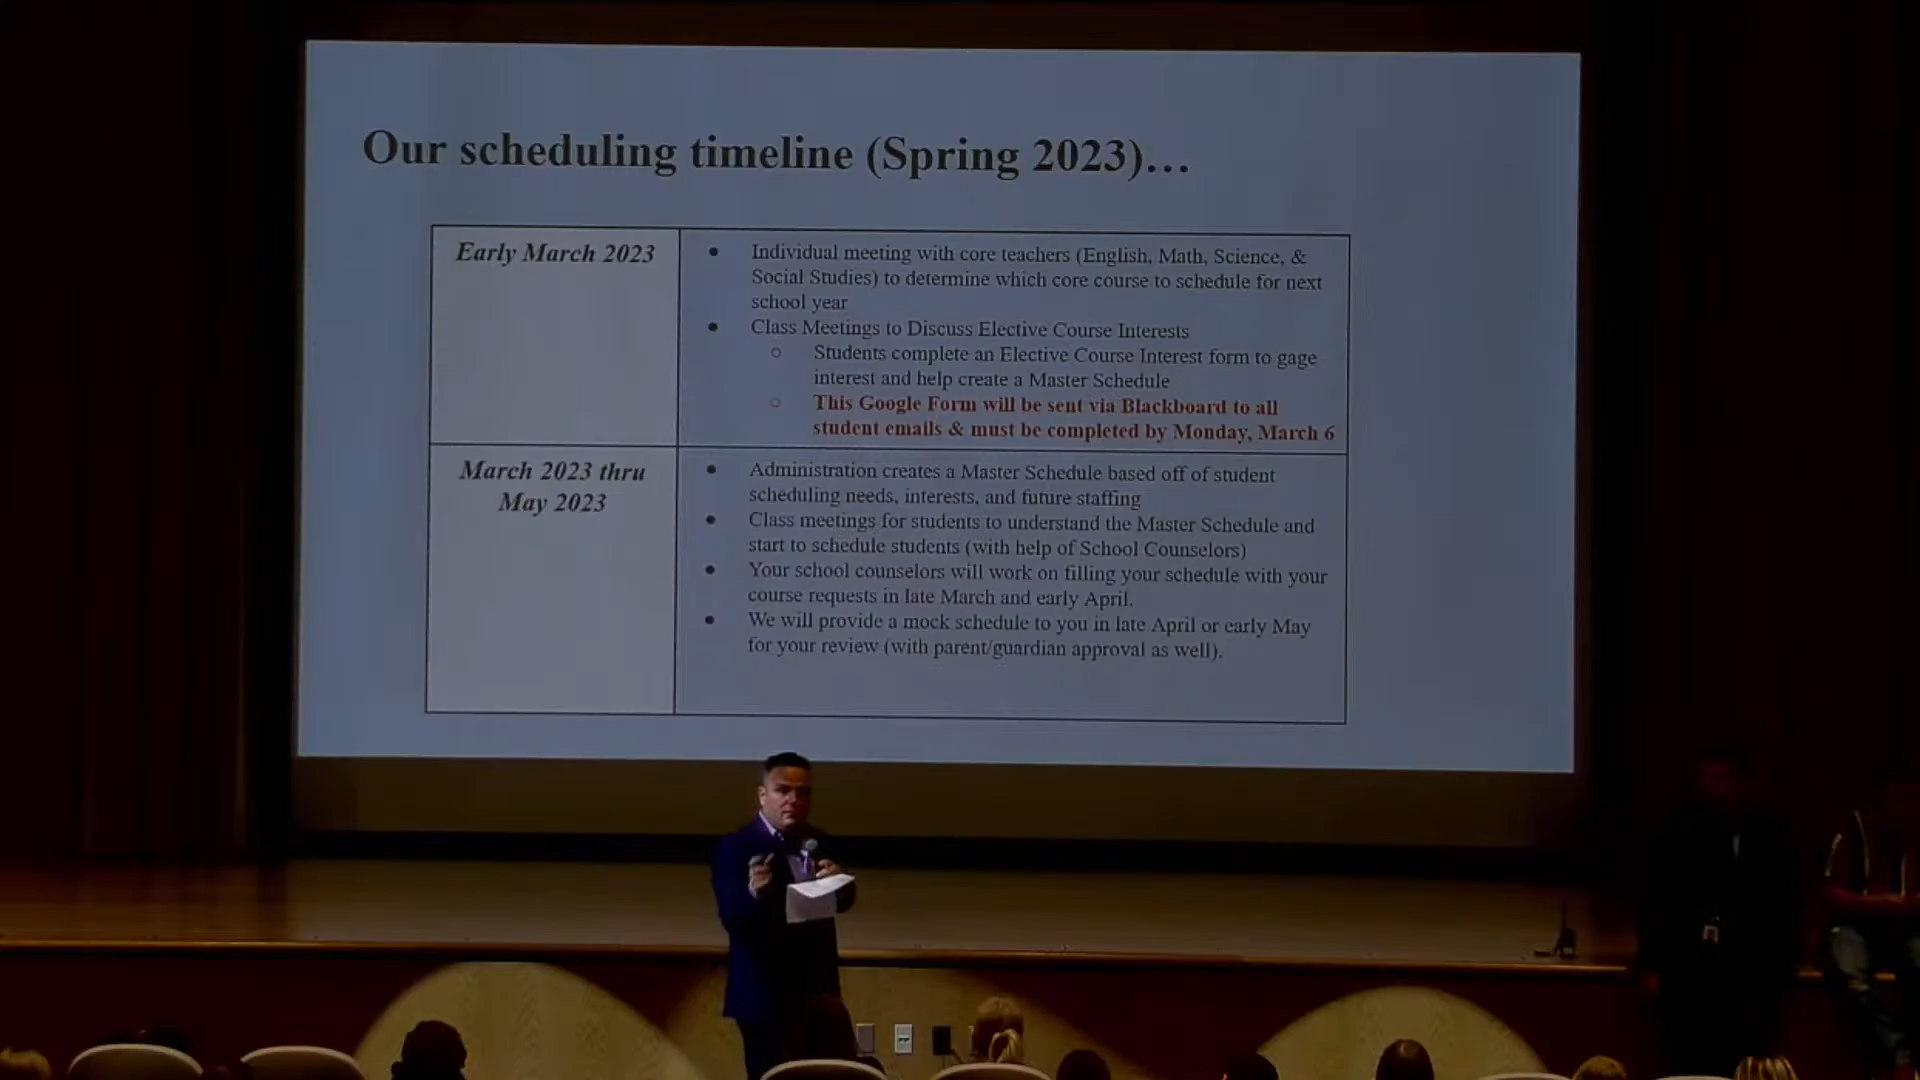 Our scheduling timeline (Spring 2023)…
Early March 2023
● Individual meeting with core teachers (English, Math, Science, &
Social Studies) to determine which core course to schedule for next
school year
● Class Meetings to Discuss Elective Course Interests
○ Students complete an Elective Course Interest form to gage
interest and help create a Master Schedule
○ This Google Form will be sent via Blackboard to all
student emails & must be completed by Monday, March 6
March 2023 thru
May 2023
● Administration creates a Master Schedule based off of student
scheduling needs, interests, and future staffing
● Class meetings for students to understand the Master Schedule and
start to schedule students (with help of School Counselors)
● Your school counselors will work on filling your schedule with your
course requests in late March and early April.
● We will provide a mock schedule to you in late April or early May
for your review (with parent/guardian approval as well).